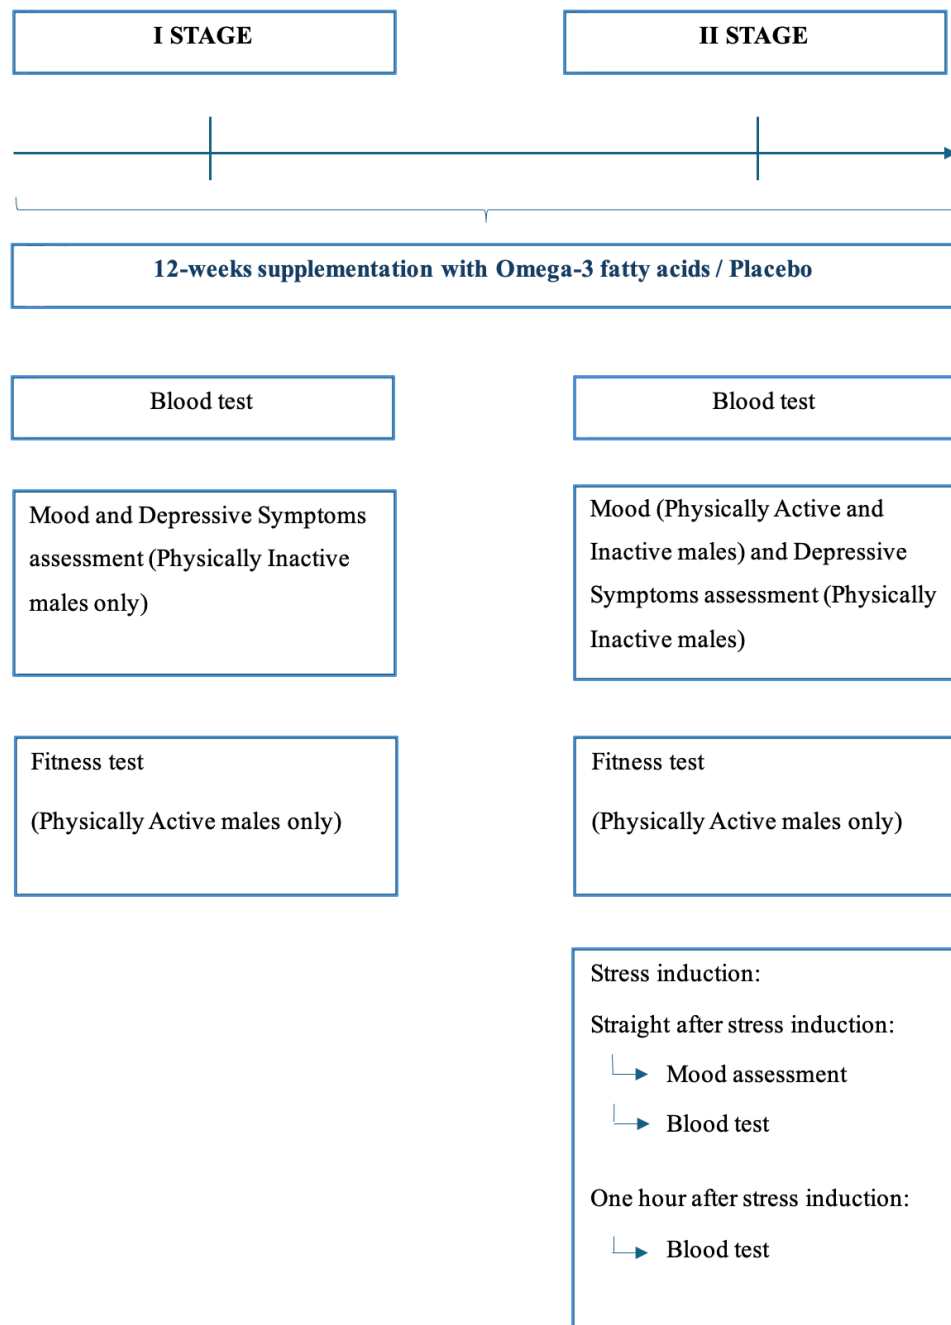 I STAGE
II STAGE
12-weeks supplementation with Omega-3 fatty acids / Placebo
Blood test
Blood test
Mood and Depressive Symptoms
assessment (Physically Inactive
males only)
Mood (Physically Active and
Inactive males) and Depressive
Symptoms assessment (Physically
Inactive males)
Fitness test
(Physically Active males only)
Fitness test
(Physically Active males only)
Stress induction:
Straight after stress induction:
Mood assessment
Blood test
One hour after stress induction:
Blood test